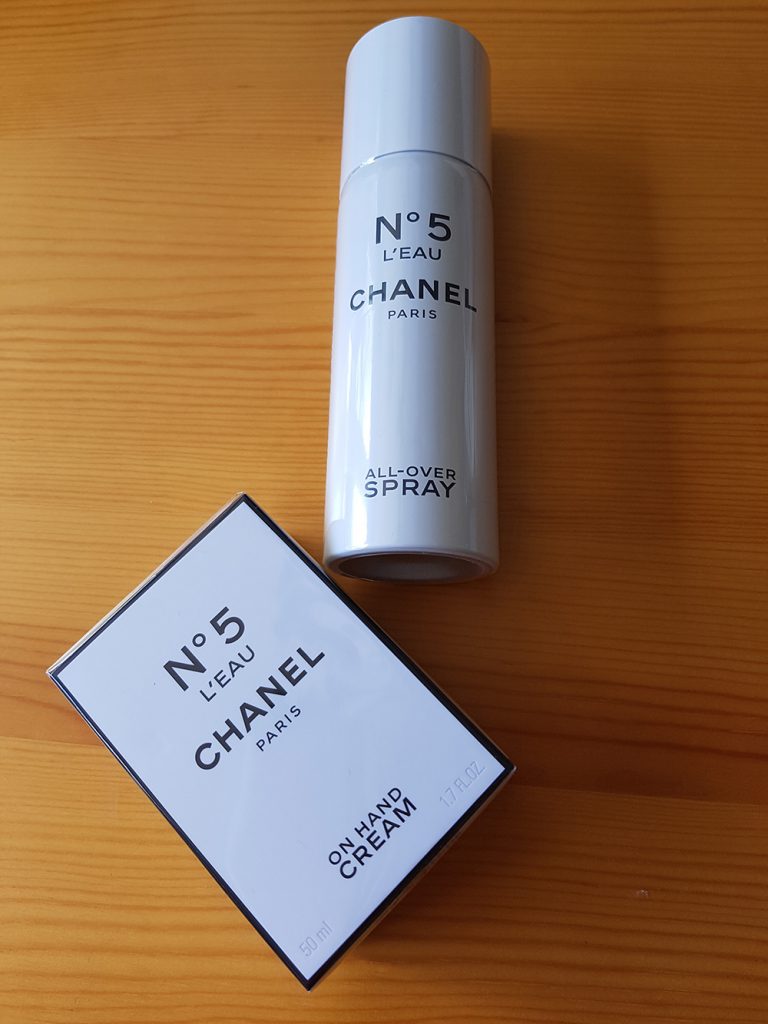 N° 5
L'EAU
CHANEL
PARIS
ALL-OVER
SPRAY
N° 5
L'EAU
CHANEL
PARIS
ON HAND
CREAM
50 ml
1.7 FL.OZ.